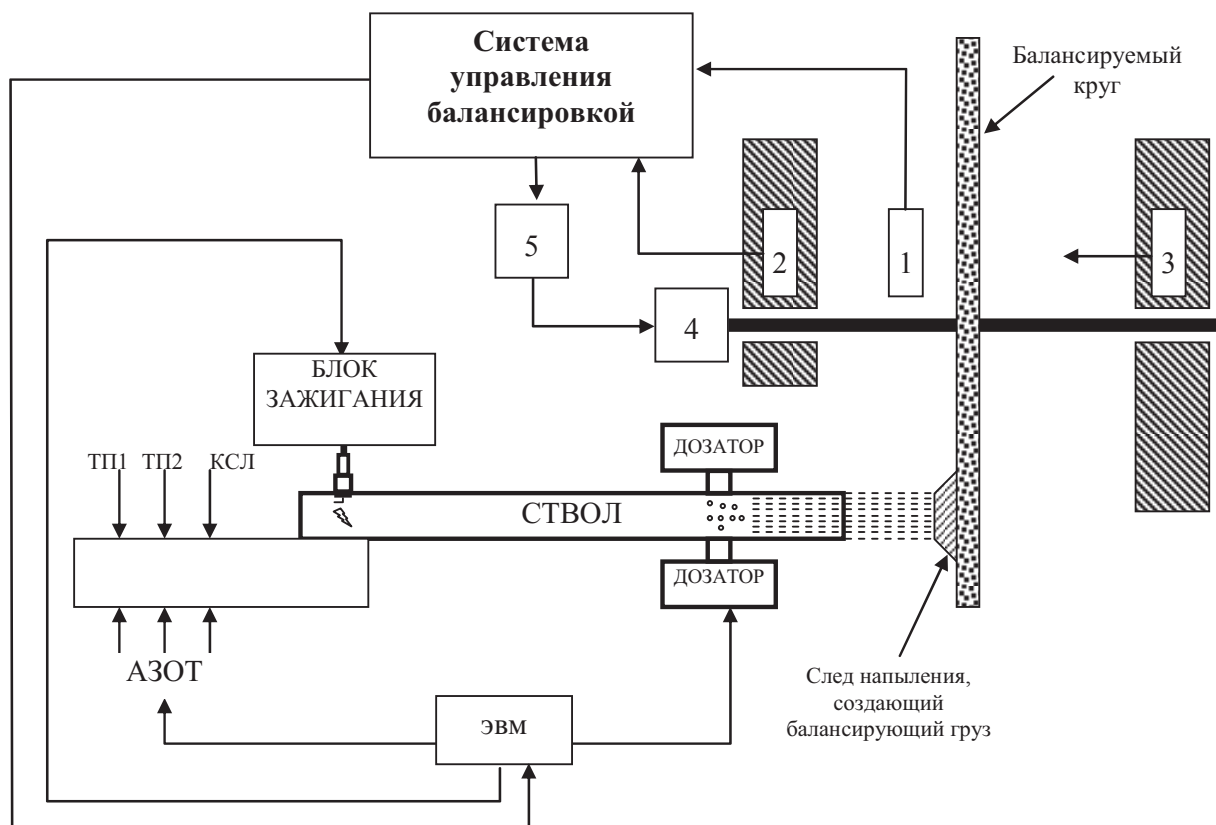 Система
управления
балансировкой
Балансируемый
круг
5
2
1
3
4
БЛОК
ЗАЖИГАНИЯ
ТП1 ТП2 КСЛ
ДОЗАТОР
СТВОЛ
ДОЗАТОР
АЗОТ
След напыления,
создающий
балансирующий груз
ЭВМ